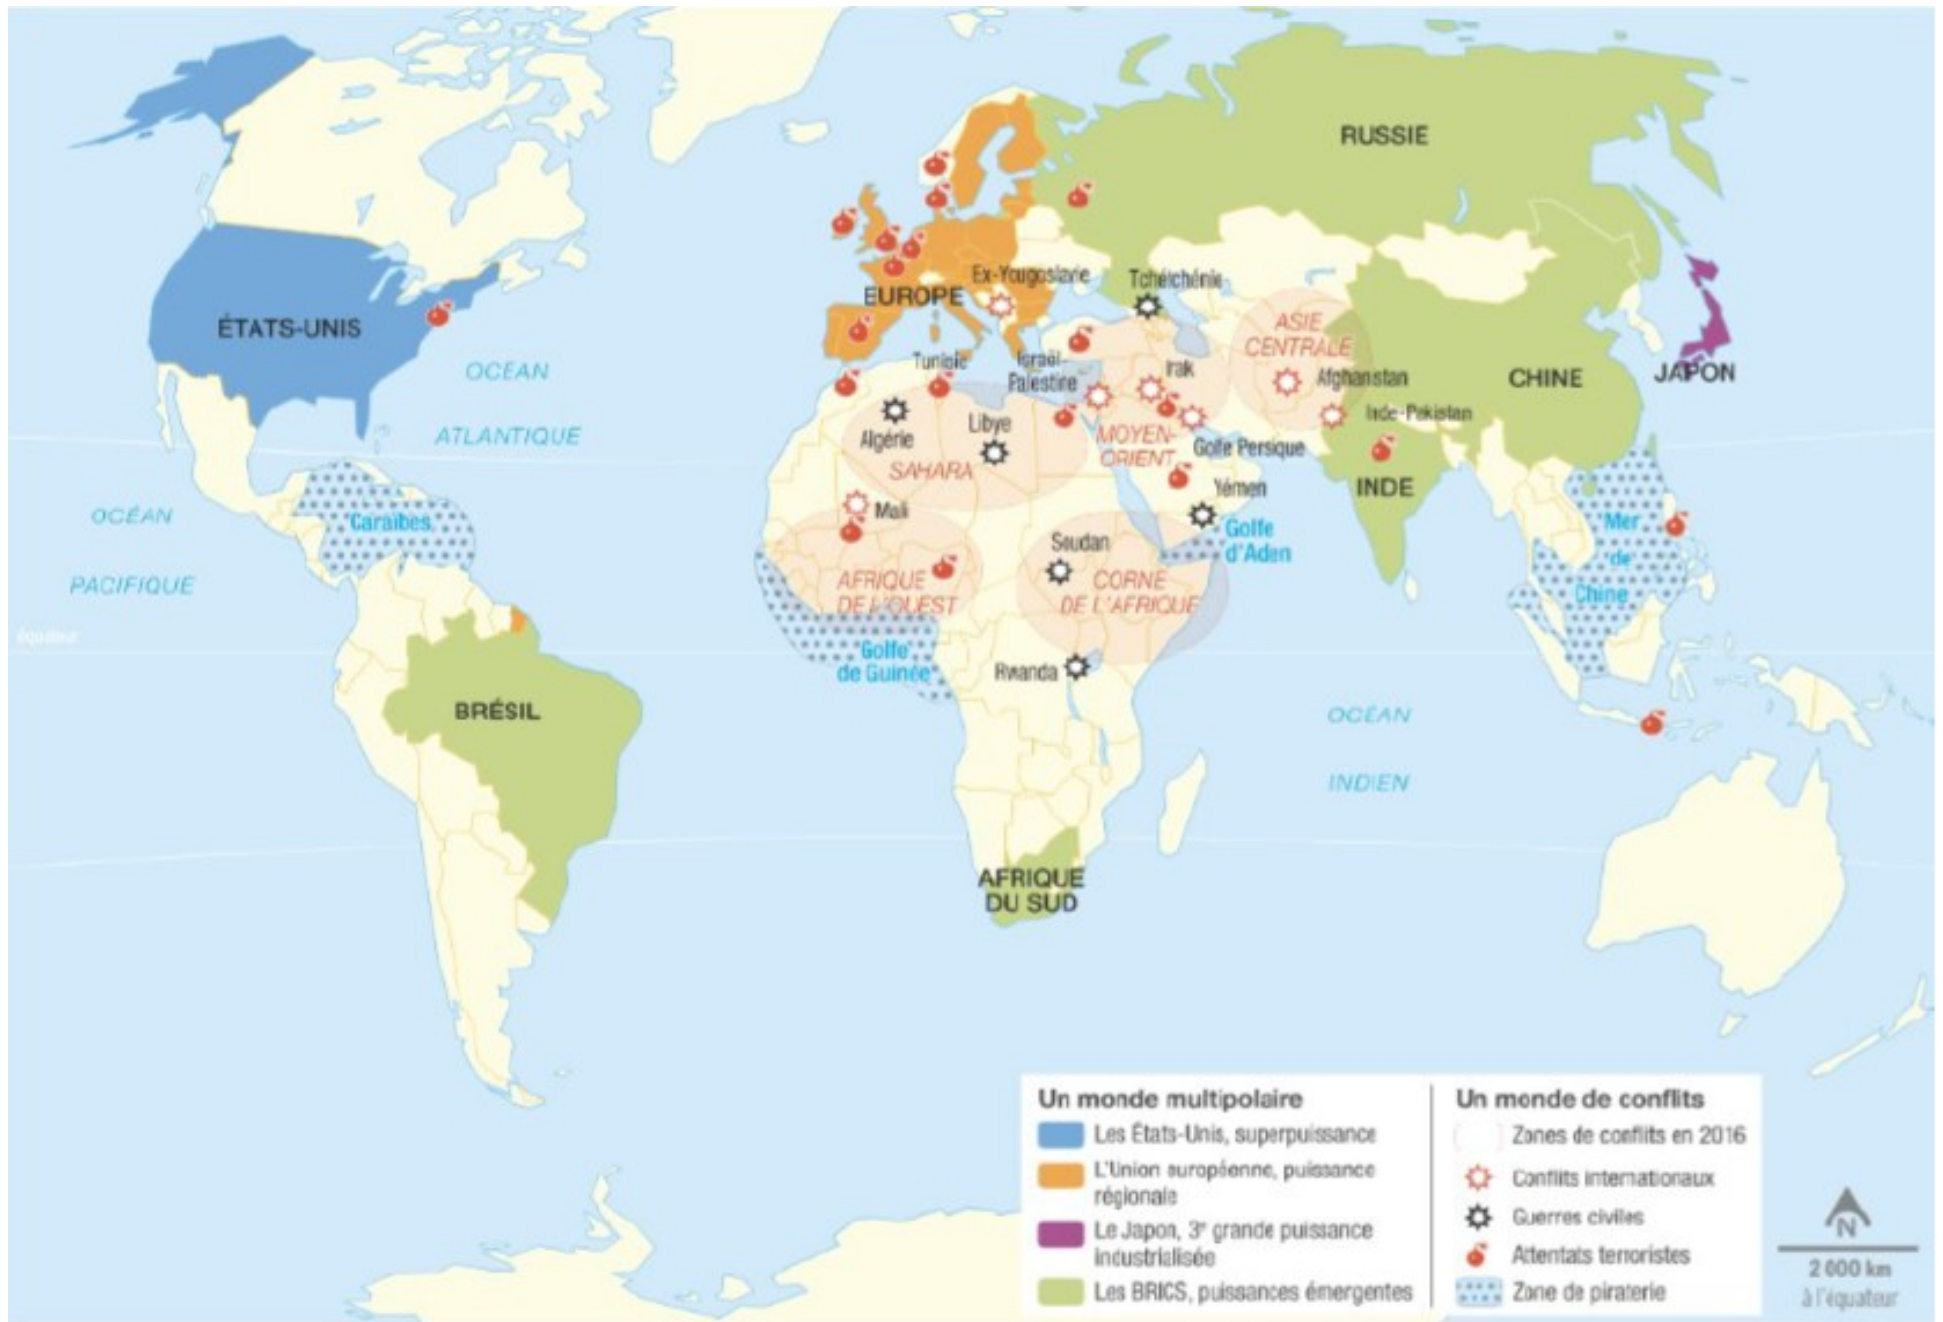 RUSSIE
Ex-Yougoslavie
Tchétchénie
EUROPE
ÉTATS-UNIS
ASIE
CENTRALE
OCÉAN
ATLANTIQUE
Tunisie
Israël-
Palestine
Irak
Afghanistan
CHINE
JAPON
Inde-Pakistan
Algérie
Libye
MOYEN-
ORIENT
Golfe Persique
SAHARA
Yémen
INDE
Mali
OCÉAN
PACIFIQUE
Caraïbes
Golfe
d'Aden
Mer
de
Chine
Soudan
AFRIQUE
DE L'OUEST
CORNE
DE L'AFRIQUE
équateur
Golfe
de Guinée
Rwanda
BRÉSIL
OCÉAN
INDIEN
AFRIQUE
DU SUD
Un monde multipolaire
Les États-Unis, superpuissance
L'Union européenne, puissance
régionale
Le Japon, 3e grande puissance
industrialisée
Les BRICS, puissances émergentes
Un monde de conflits
Zones de conflits en 2016
Conflits internationaux
Guerres civiles
Attentats terroristes
Zone de piraterie
N
2 000 km
à l'équateur